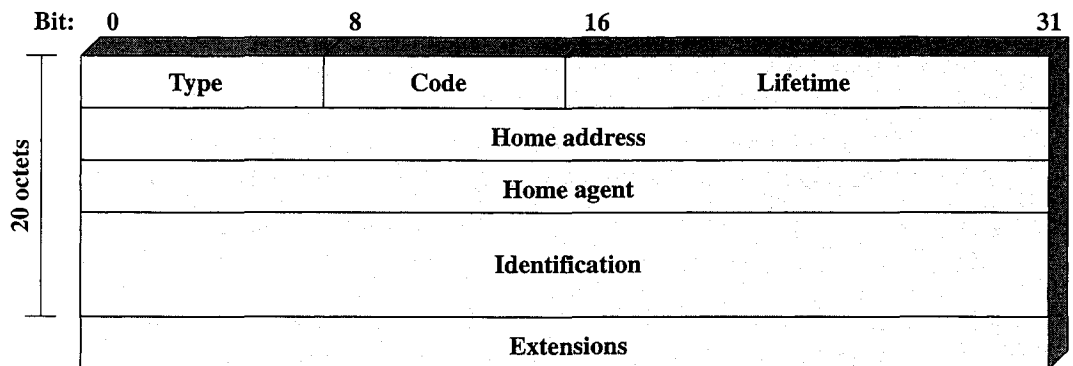 Bit: 0 8 16 31
Type Code Lifetime
Home address
Home agent
20 octets
Identification
Extensions